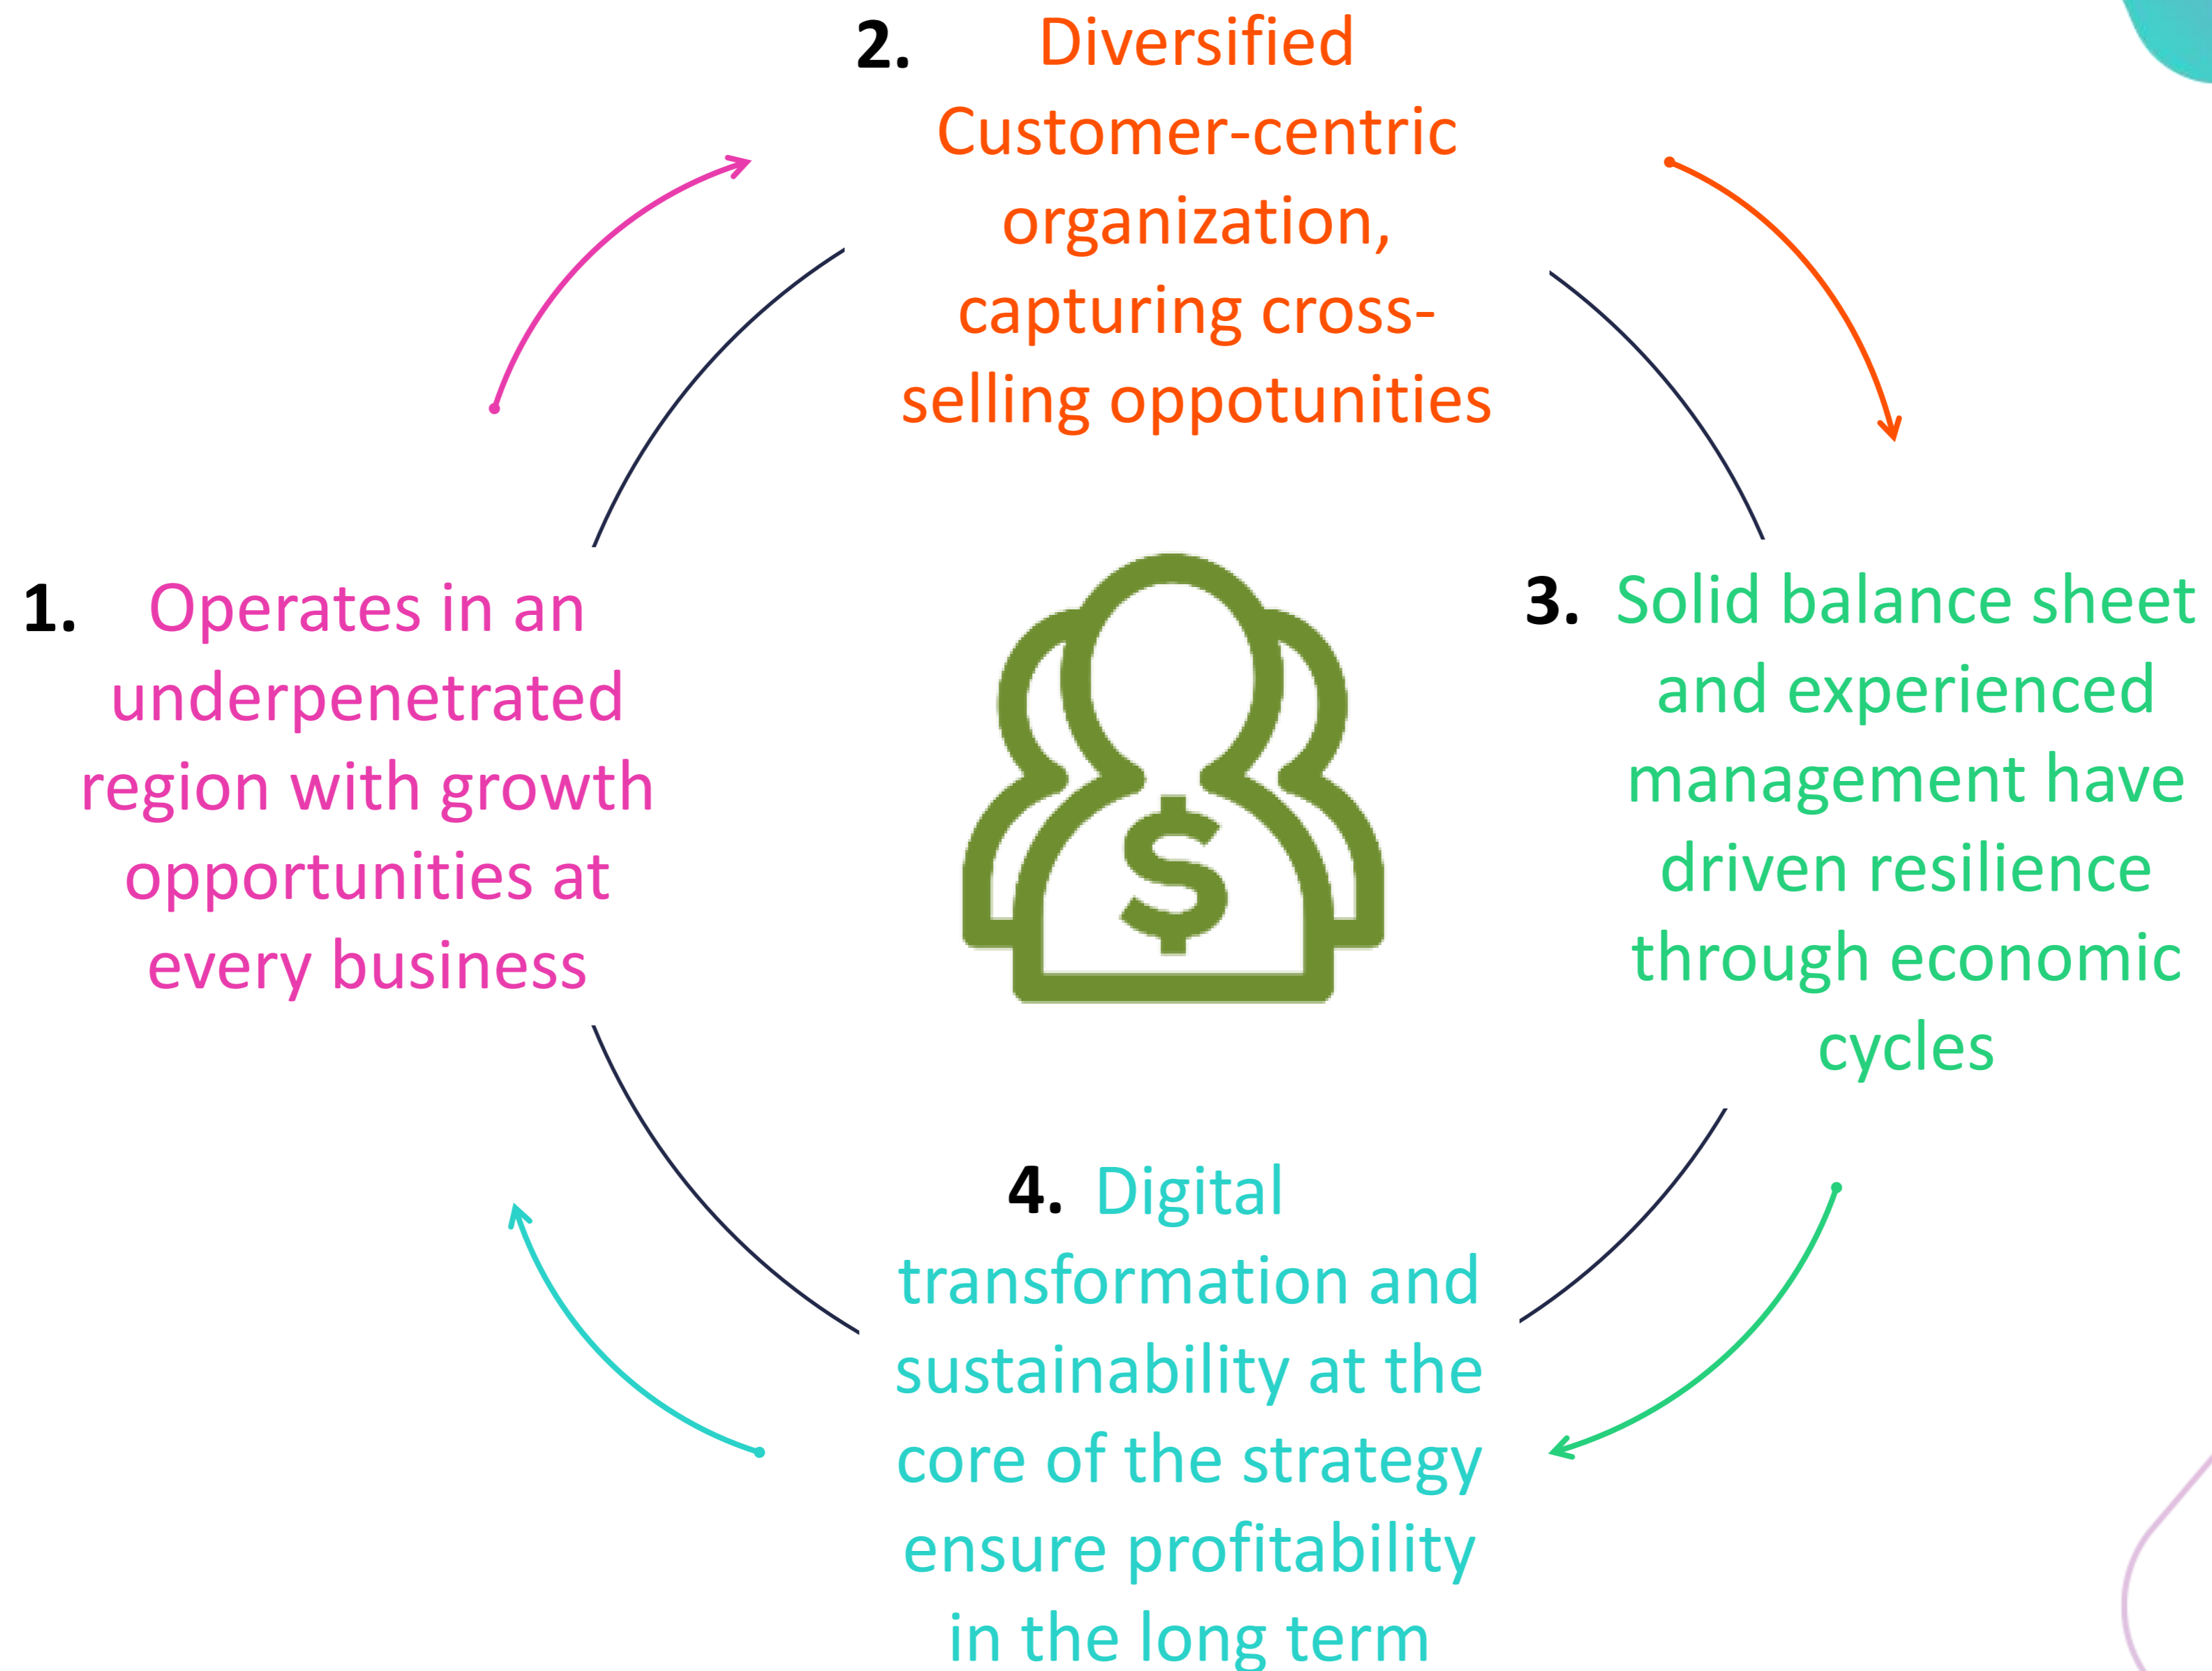 1. Operates in an
underpenetrated
region with growth
opportunities at
every business
2. Diversified
Customer-centric
organization,
capturing cross-
selling oppotunities
3. Solid balance sheet
and experienced
management have
driven resilience
through economic
cycles
4. Digital
transformation and
sustainability at the
core of the strategy
ensure profitability
in the long term
$